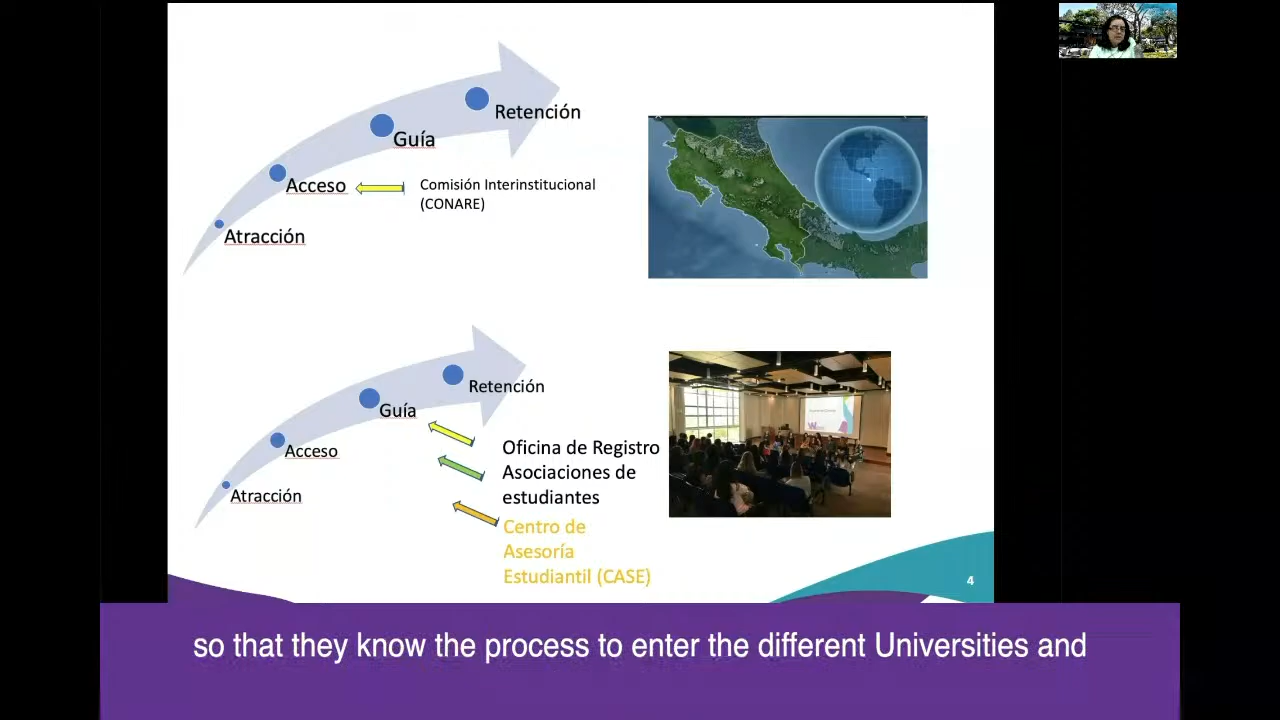 Retención
Guía
Acceso
Comisión Interinstitucional
(CONARE)
Atracción
Retención
Guía
Acceso
Atracción
Oficina de Registro
Asociaciones de
estudiantes
Centro de
Asesoría
Estudiantil (CASE)
4
so that they know the process to enter the different Universities and